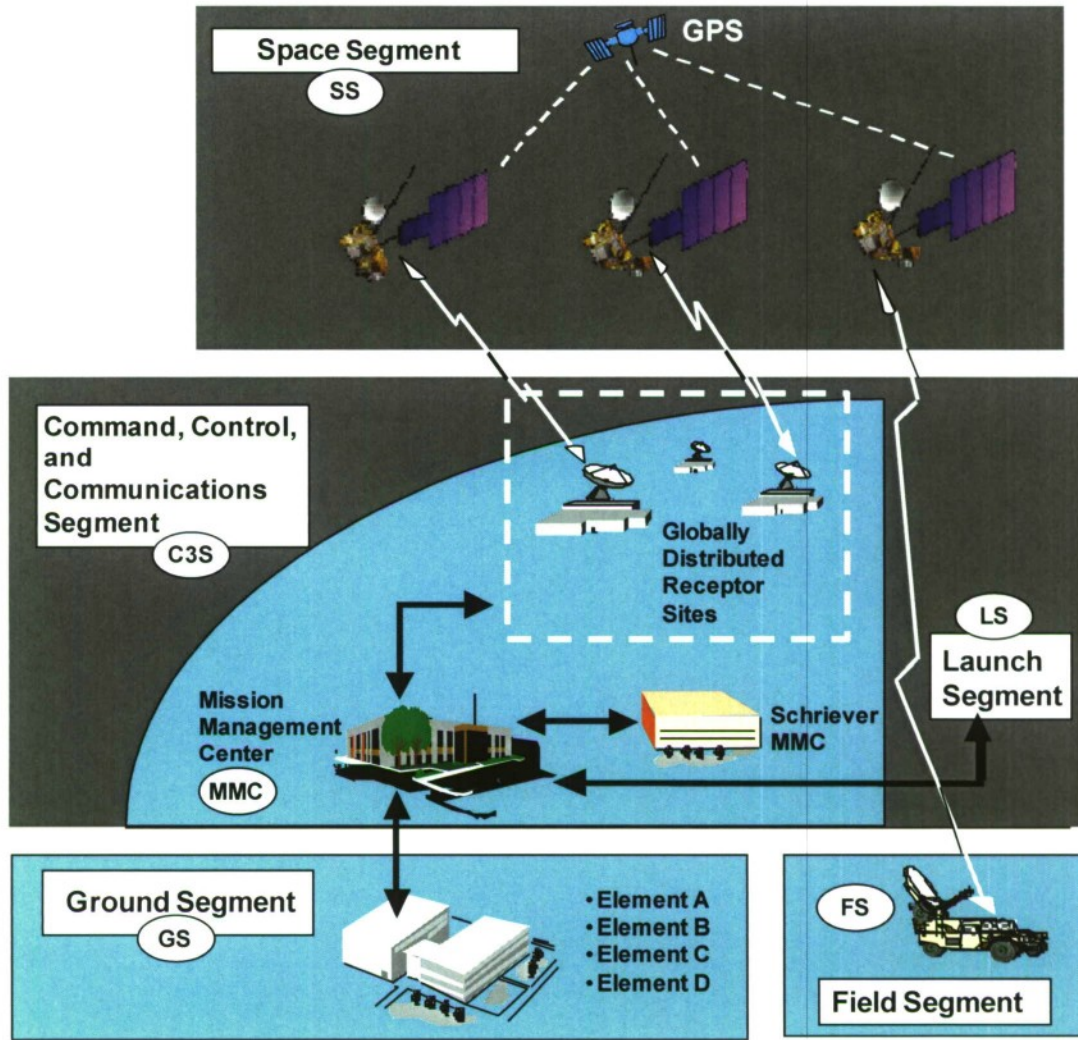 Space Segment
SS
GPS
Command, Control,
and
Communications
Segment
C3S
Globally
Distributed
Receptor
Sites
LS
Launch
Segment
Mission
Management
Center
MMC
Schriever
MMC
Ground Segment
GS
• Element A
• Element B
• Element C
• Element D
FS
Field Segment